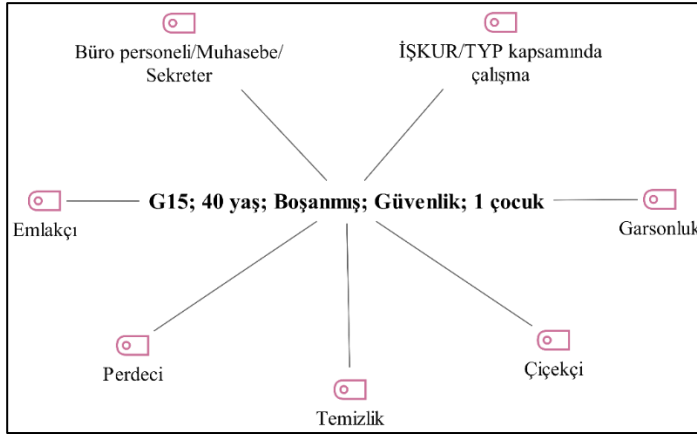 Büro personeli/Muhasebe/
Sekreter
İŞKUR/TYP kapsamında
çalışma
G15; 40 yaş; Boşanmış; Güvenlik; 1 çocuk
Emlakçı
Garsonluk
Perdeci
Çiçekçi
Temizlik